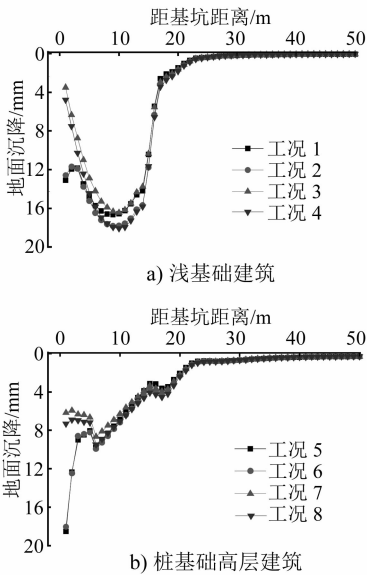 距基坑距离/m
0 10 20 30 40 50
0
4
8
12
16
20
地面沉降/mm
工况 1
工况 2
工况 3
工况 4
a) 浅基础建筑
距基坑距离/m
0 10 20 30 40 50
0
4
8
12
16
20
地面沉降/mm
工况 5
工况 6
工况 7
工况 8
b) 桩基础高层建筑